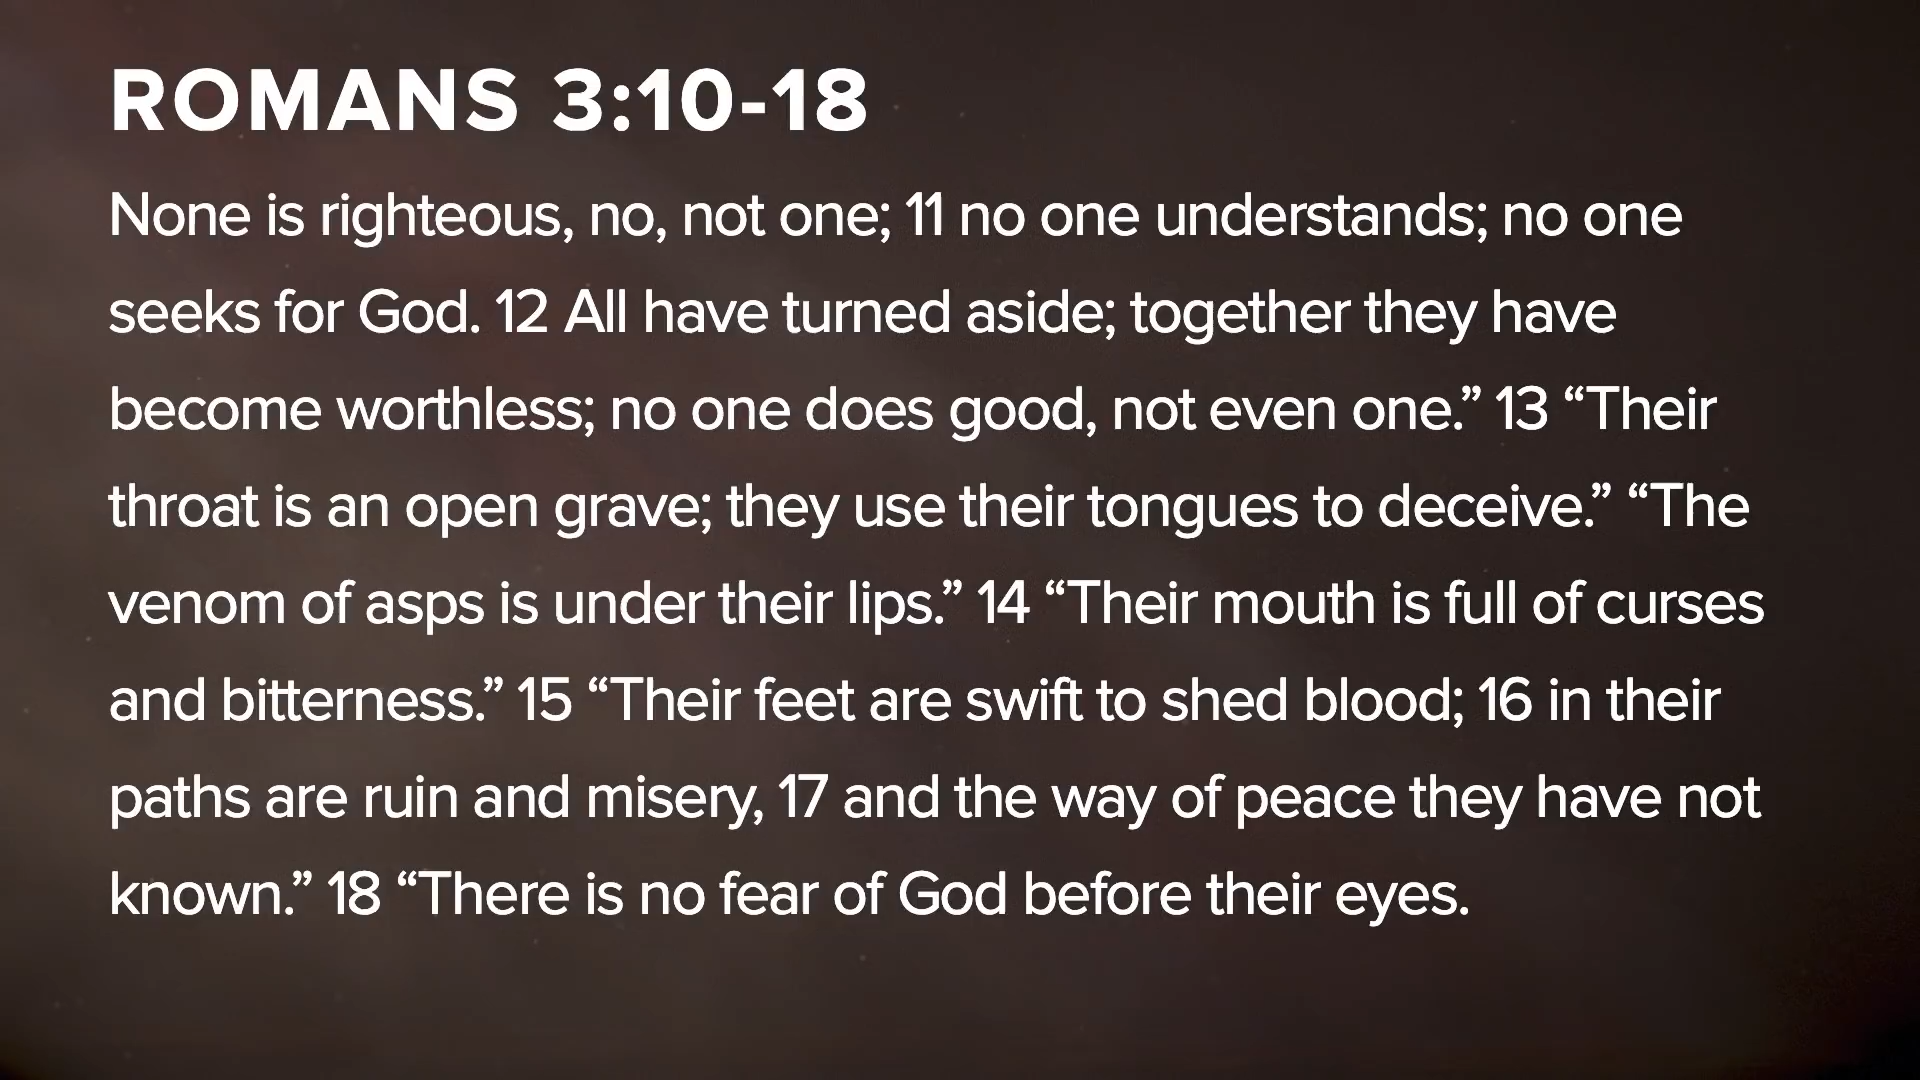 ROMANS 3:10-18
None is righteous, no, not one; 11 no one understands; no one
seeks for God. 12 All have turned aside; together they have
become worthless; no one does good, not even one.” 13 “Their
throat is an open grave; they use their tongues to deceive.” “The
venom of asps is under their lips.” 14 “Their mouth is full of curses
and bitterness.” 15 “Their feet are swift to shed blood; 16 in their
paths are ruin and misery, 17 and the way of peace they have not
known.” 18 “There is no fear of God before their eyes.